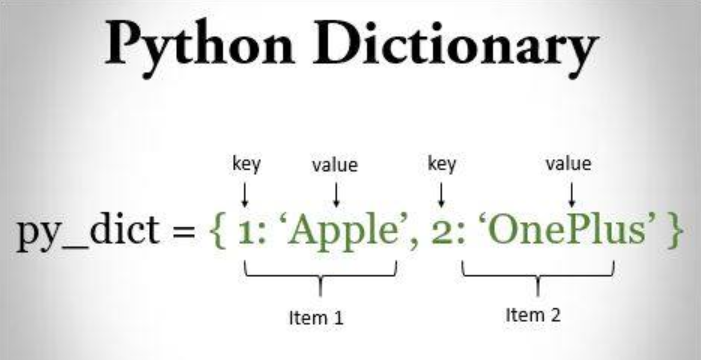 Python Dictionary
key value key value
py_dict = { 1: ‘Apple’, 2: ‘OnePlus’ }
Item 1 Item 2